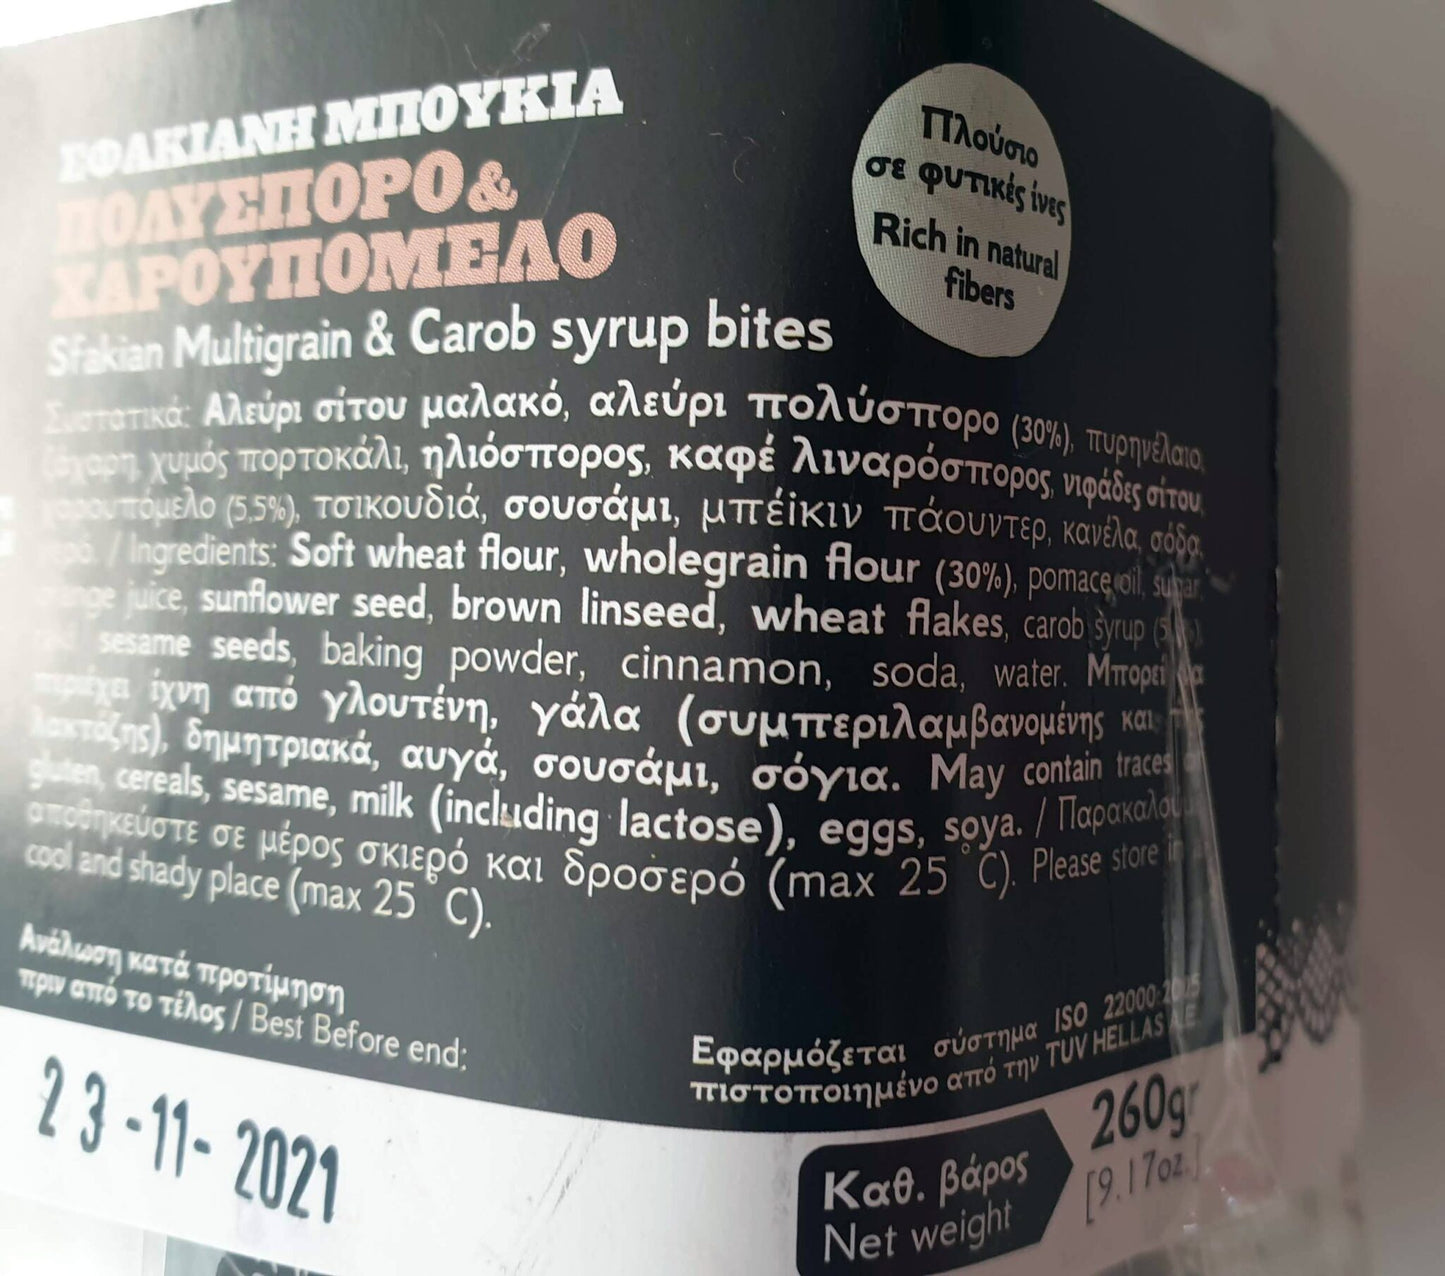 ΣΦΑΚΙΑΝΗ ΜΠΟΥΚΙΑ
ΠΟΛΥΣΠΟΡΟ &
ΧΑΡΟΥΠΟΜΕΛΟ
Sfakian Multigrain & Carob syrup bites
Πλούσιο
σε φυτικές ίνες
Rich in natural
fibers
Συστατικά: Αλεύρι σίτου μαλακό, αλεύρι πολύσπορο (30%), πυρηνέλαιο,
ζάχαρη, χυμός πορτοκάλι, ηλιόσπορος, καφέ λιναρόσπορος, νιφάδες σίτου,
χαρουπόμελο (5,5%), τσικουδιά, σουσάμι, μπέικιν πάουντερ, κανέλα, σόδα,
νερό. / Ingredients: Soft wheat flour, wholegrain flour (30%), pomace oil, sugar,
orange juice, sunflower seed, brown linseed, wheat flakes, carob syrup
sesame seeds, baking powder, cinnamon, soda, water. Μπορεί να
περιέχει ίχνη από γλουτένη, γάλα (συμπεριλαμβανομένης και της
λακτόζης), δημητριακά, αυγά, σουσάμι, σόγια. May contain traces
gluten, cereals, sesame, milk (including lactose), eggs, soya. / Παρακαλού
αποθηκεύστε σε μέρος σκιερό και δροσερό (max 25 °C). Please store in
cool and shady place (max 25 °C).
Ανάλωση κατά προτίμηση
πριν από το τέλος / Best Before end:
23-11-2021
Εφαρμόζεται σύστημα ISO 22000:2005
πιστοποιημένο από την TUV HELLAS Α.Ε
Καθ. βάρος
Net weight
260gr
[9.17oz.]